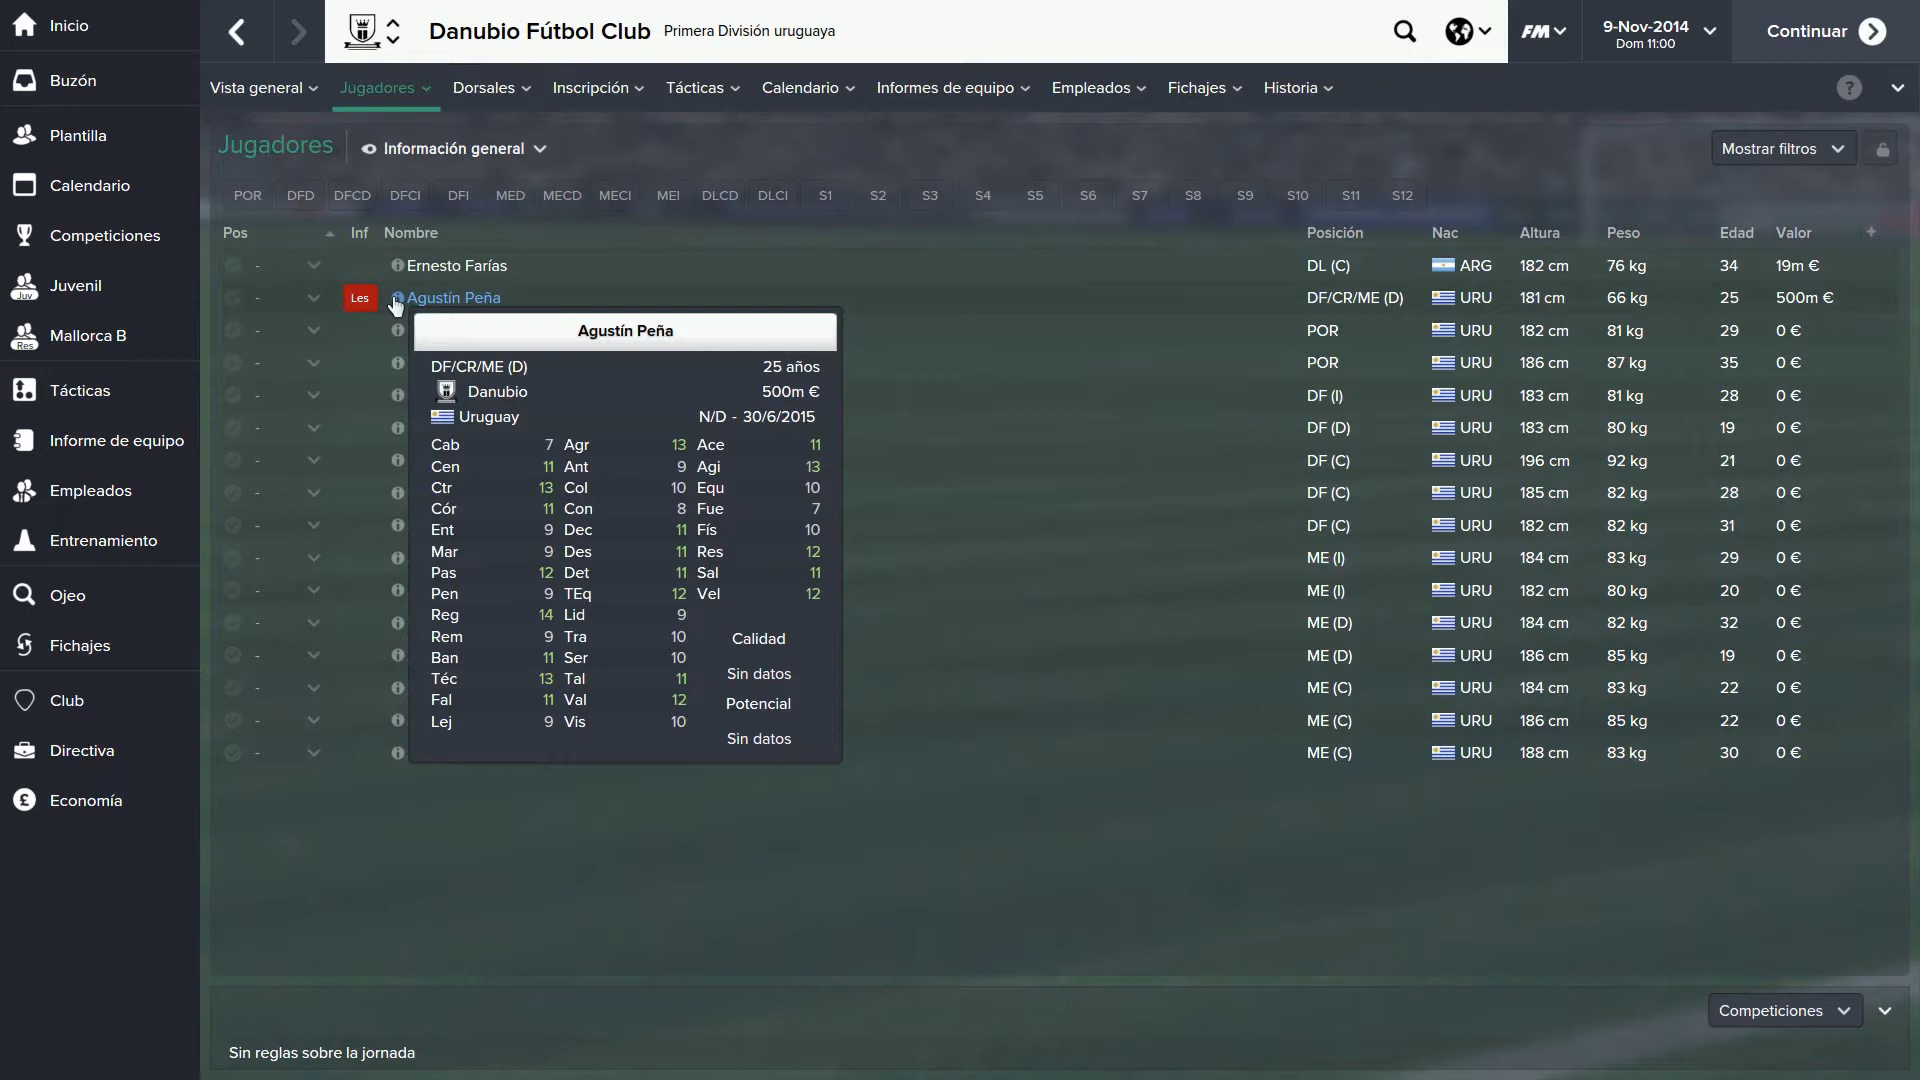 Inicio
Buzón
Plantilla
Calendario
Competiciones
Juv
Juvenil
Res
Mallorca B
Tácticas
Informe de equipo
Empleados
Entrenamiento
Ojeo
Fichajes
Club
Directiva
Economía
Danubio Fútbol Club Primera División uruguaya
FM
9-Nov-2014
Dom 11:00
Continuar
Vista general Jugadores Dorsales Inscripción Tácticas Calendario Informes de equipo Empleados Fichajes Historia ?
Jugadores Información general Mostrar filtros
POR DFD DFCD DFCI DFI MED MECD MECI MEI DLCD DLCI S1 S2 S3 S4 S5 S6 S7 S8 S9 S10 S11 S12
Pos Inf Nombre Posición Nac Altura Peso Edad Valor +
- Ernesto Farías DL (C) ARG 182 cm 76 kg 34 19m €
- Les Agustín Peña DF/CR/ME (D) URU 181 cm 66 kg 25 500m €
- POR URU 182 cm 81 kg 29 0 €
- POR URU 186 cm 87 kg 35 0 €
- DF (I) URU 183 cm 81 kg 28 0 €
- DF (D) URU 183 cm 80 kg 19 0 €
- DF (C) URU 196 cm 92 kg 21 0 €
- DF (C) URU 185 cm 82 kg 28 0 €
- DF (C) URU 182 cm 82 kg 31 0 €
- ME (I) URU 184 cm 83 kg 29 0 €
- ME (I) URU 182 cm 80 kg 20 0 €
- ME (D) URU 184 cm 82 kg 32 0 €
- ME (D) URU 186 cm 85 kg 19 0 €
- ME (C) URU 184 cm 83 kg 22 0 €
- ME (C) URU 186 cm 85 kg 22 0 €
- ME (C) URU 188 cm 83 kg 30 0 €
Agustín Peña
DF/CR/ME (D) 25 años
Danubio 500m €
Uruguay N/D - 30/6/2015
Cab 7 Agr 13 Ace 11
Cen 11 Ant 9 Agi 13
Ctr 13 Col 10 Equ 10
Cór 11 Con 8 Fue 7
Ent 9 Dec 11 Fís 10
Mar 9 Des 11 Res 12
Pas 12 Det 11 Sal 11
Pen 9 TEq 12 Vel 12
Reg 14 Lid 9
Rem 9 Tra 10
Ban 11 Ser 10
Téc 13 Tal 11
Fal 11 Val 12
Lej 9 Vis 10
Calidad
Sin datos
Potencial
Sin datos
Competiciones
Sin reglas sobre la jornada